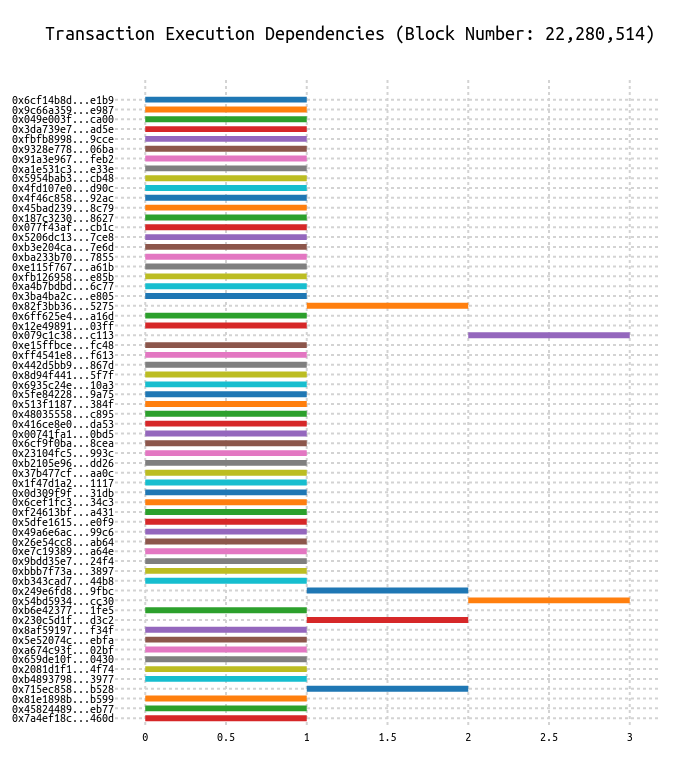 Transaction Execution Dependencies (Block Number: 22,280,514)
0x6cf14b8d...e1b9
0x9c66a359...e987
0x049e003f...ca00
0x3da739e7...ad5e
0xfbfb8998...9cce
0x9328e778...06ba
0x91a3e967...feb2
0xa1e531c3...e33e
0x5954bab3...cb48
0x4fd107e0...d90c
0x4f46c858...92ac
0x45bad239...8c79
0x187c3230...8627
0x077f43af...cb1c
0x5206dc13...7ce8
0xb3e204ca...7e6d
0xba233b70...7855
0xe115f767...a61b
0xfb126958...e85b
0xa4b7bdbd...6c77
0x3ba4ba2c...e805
0x82f3bb36...5275
0x6ff625e4...a16d
0x12e49891...03ff
0x079c1c38...c113
0xe15ffbce...fc48
0xff4541e8...f613
0x442d5bb9...867d
0x8d94f441...5f7f
0x6935c24e...10a3
0x5fe84228...9a75
0x513f1187...384f
0x48035558...c895
0x416ce8e0...da53
0x00741fa1...0bd5
0x6cf9f0ba...8cea
0x23104fc5...993c
0xb2105e96...dd26
0x37b477cf...aa0c
0x1f47d1a2...1117
0x0d309f9f...31db
0x6cef1fc3...34c3
0xf24613bf...a431
0x5dfe1615...e0f9
0x49a6e6ac...99c6
0x26e54cc8...ab64
0xe7c19389...a64e
0x9bdd35e7...24f4
0xbbb7f73a...3897
0xb343cad7...44b8
0x249e6fd8...9fbc
0x54bd5934...cc30
0xb6e42377...1fe5
0x230c5d1f...d3c2
0x8af59197...f34f
0x5e52074c...ebfa
0xa674c93f...02bf
0x659de10f...0430
0x2081d1f1...4f74
0xb4893798...3977
0x715ec858...b528
0x81e1898b...b599
0x45824489...eb77
0x7a4ef18c...460d
0 0.5 1 1.5 2 2.5 3